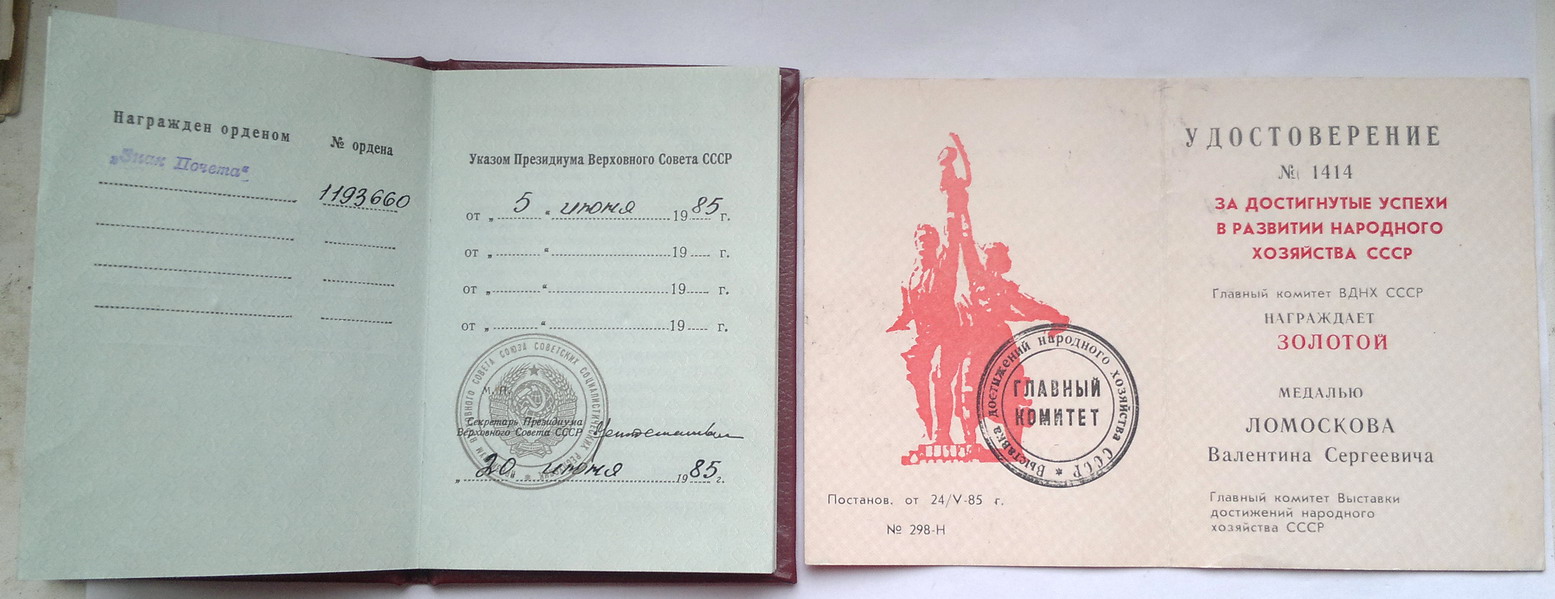 Награжден орденом № ордена
„Знак Почета“ 1193660
Указом Президиума Верховного Совета СССР
от „ 5 “ июня 1985 г.
от „ “ 19 г.
от „ “ 19 г.
от „ “ 19 г.
М. П.
Секретарь Президиума
Верховного Совета СССР
„ 20 июня 1985 г.
УДОСТОВЕРЕНИЕ
№ 1414
ЗА ДОСТИГНУТЫЕ УСПЕХИ
В РАЗВИТИИ НАРОДНОГО
ХОЗЯЙСТВА СССР
Главный комитет ВДНХ СССР
НАГРАЖДАЕТ
ЗОЛОТОЙ
МЕДАЛЬЮ
ЛОМОСКОВА
Валентина Сергеевича
Главный комитет Выставки
достижений народного
хозяйства СССР
Выставка достижений народного хозяйства СССР
ГЛАВНЫЙ
КОМИТЕТ
Постанов. от 24/V-85 г.
№ 298-Н